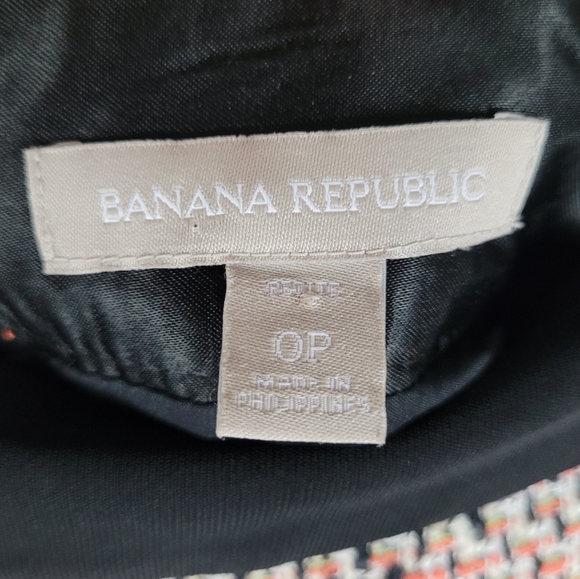 BANANA REPUBLIC
PETITE
0P
MADE IN
PHILIPPINES